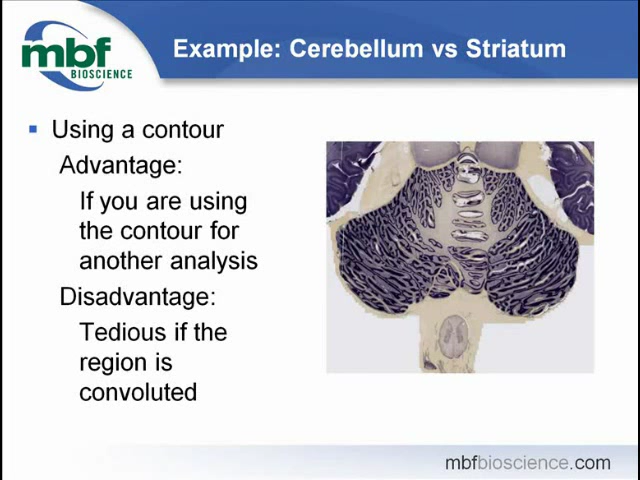 mbf
BIOSCIENCE
Example: Cerebellum vs Striatum
Using a contour
Advantage:
If you are using
the contour for
another analysis
Disadvantage:
Tedious if the
region is
convoluted
mbfbioscience.com